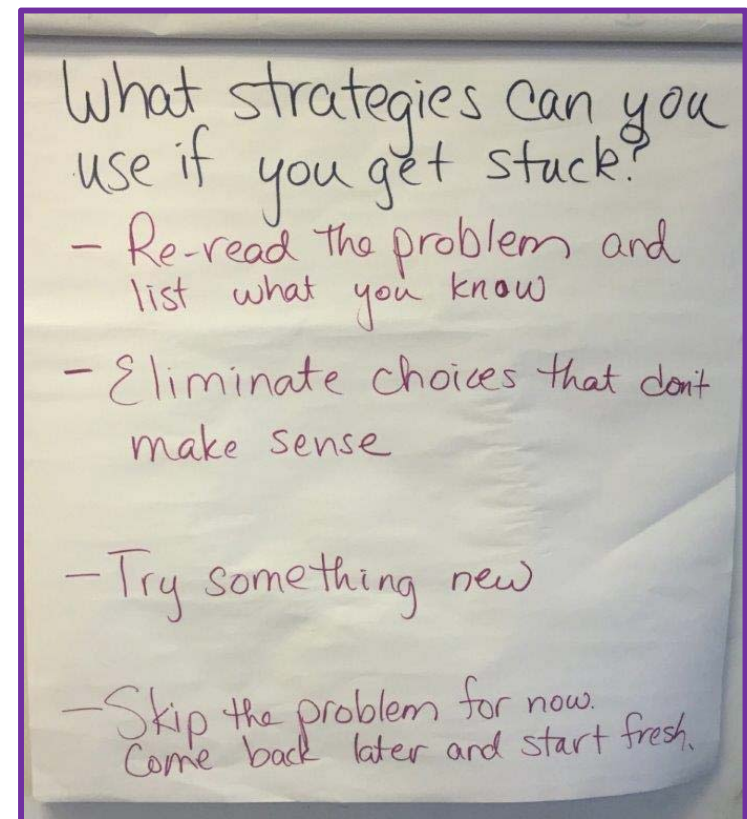 What strategies can you
use if you get stuck?
- Re-read the problem and
list what you know
- Eliminate choices that don't
make sense
- Try something new
- Skip the problem for now.
Come back later and start fresh.